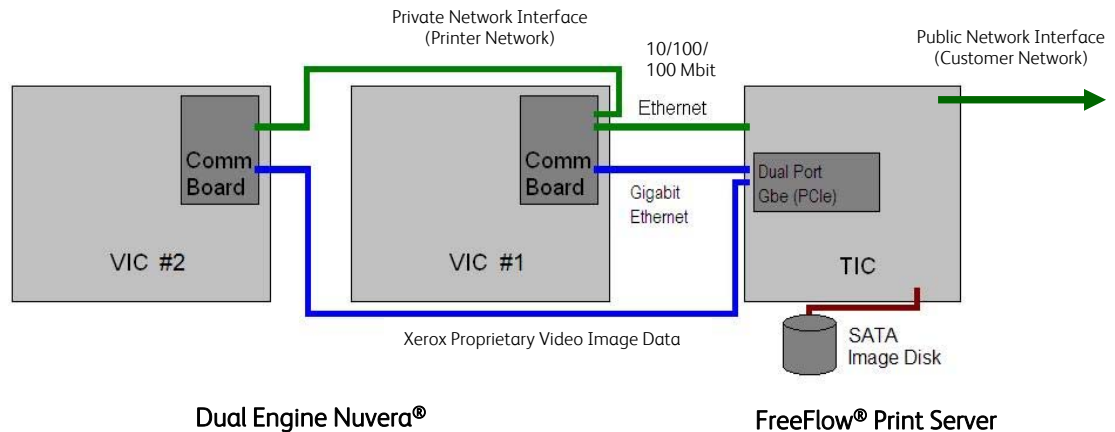 Private Network Interface
(Printer Network)
10/100/
100 Mbit
Ethernet
Public Network Interface
(Customer Network)
Comm
Board
Comm
Board
Dual Port
Gbe (PCIe)
Gigabit
Ethernet
VIC #2
VIC #1
TIC
Xerox Proprietary Video Image Data
SATA
Image Disk
Dual Engine Nuvera®
FreeFlow® Print Server